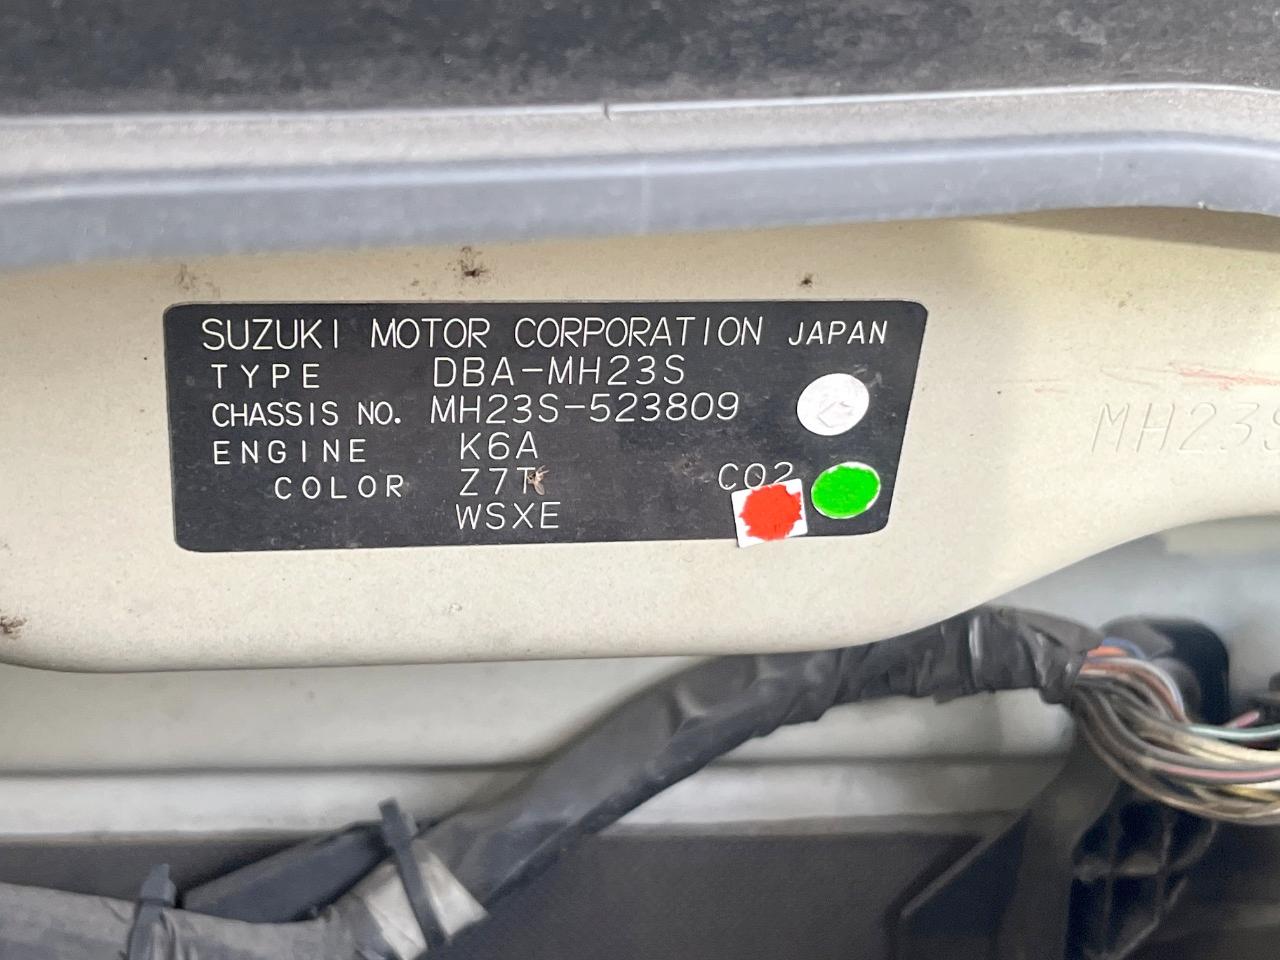 SUZUKI MOTOR CORPORATION JAPAN
TYPE DBA-MH23S
CHASSIS NO. MH23S-523809
ENGINE K6A
COLOR Z7T C02
WSXE
MH23S